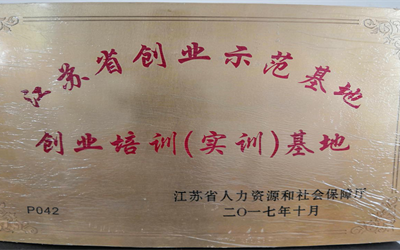 江苏省创业示范基地
创业培训(实训)基地
江苏省人力资源和社会保障厅
P042
二〇一七年十月